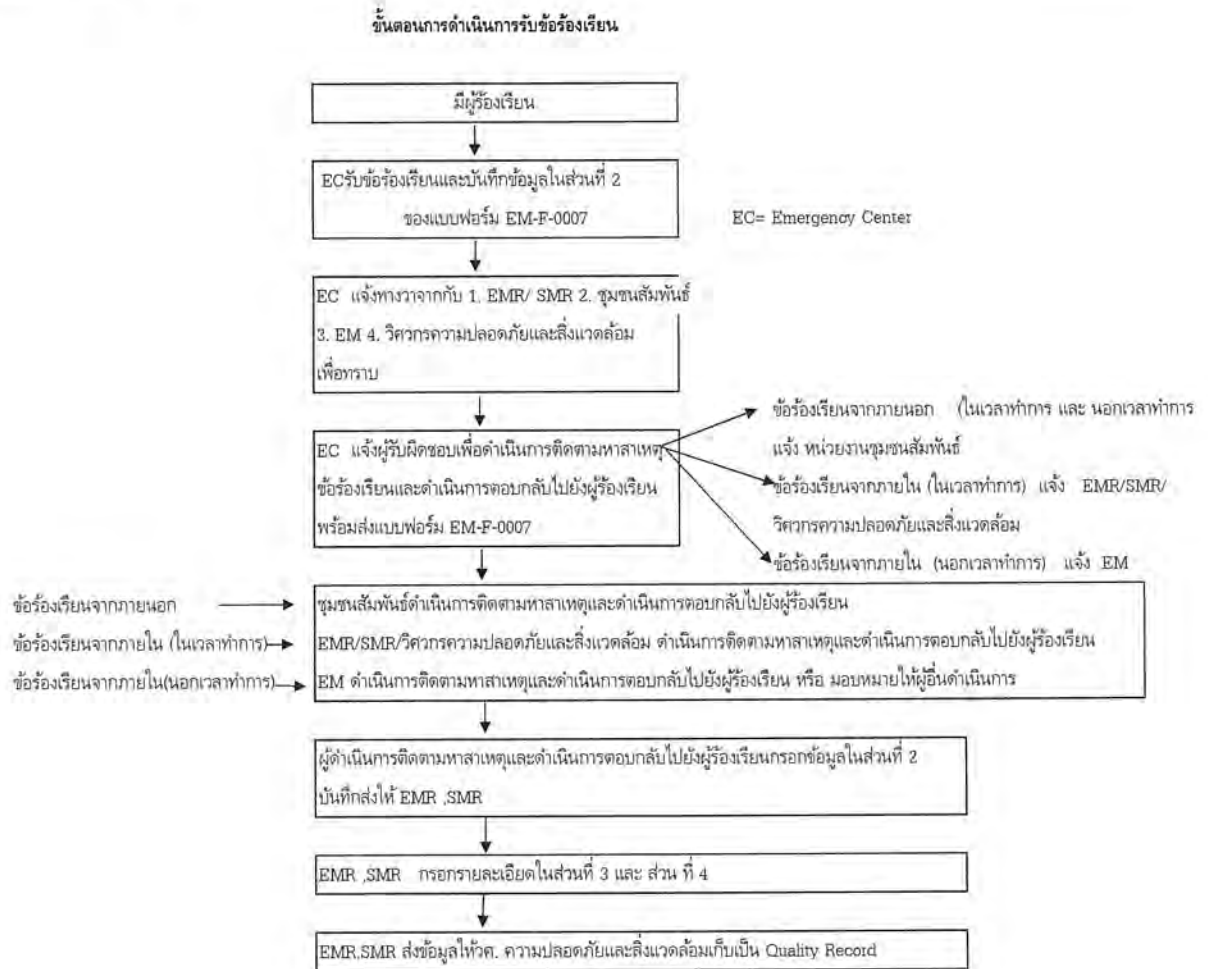 ขั้นตอนการดำเนินการรับข้อร้องเรียน
มีผู้ร้องเรียน
ECรับข้อร้องเรียนและบันทึกข้อมูลในส่วนที่ 2
ของแบบฟอร์ม EM-F-0007
EC= Emergency Center
EC แจ้งทางวาจากกับ 1. EMR/ SMR 2. ชุมชนสัมพันธ์
3. EM 4. วิศวกรความปลอดภัยและสิ่งแวดล้อม
เพื่อทราบ
EC แจ้งผู้รับผิดชอบเพื่อดำเนินการติดตามหาสาเหตุ
ข้อร้องเรียนและดำเนินการตอบกลับไปยังผู้ร้องเรียน
พร้อมส่งแบบฟอร์ม EM-F-0007
ข้อร้องเรียนจากภายนอก (ในเวลาทำการ และ นอกเวลาทำการ
แจ้ง หน่วยงานชุมชนสัมพันธ์
ข้อร้องเรียนจากภายใน (ในเวลาทำการ) แจ้ง EMR/SMR/
วิศวกรความปลอดภัยและสิ่งแวดล้อม
ข้อร้องเรียนจากภายใน (นอกเวลาทำการ) แจ้ง EM
ข้อร้องเรียนจากภายนอก
ข้อร้องเรียนจากภายใน (ในเวลาทำการ)
ข้อร้องเรียนจากภายใน(นอกเวลาทำการ)
ชุมชนสัมพันธ์ดำเนินการติดตามหาสาเหตุและดำเนินการตอบกลับไปยังผู้ร้องเรียน
EMR/SMR/วิศวกรความปลอดภัยและสิ่งแวดล้อม ดำเนินการติดตามหาสาเหตุและดำเนินการตอบกลับไปยังผู้ร้องเรียน
EM ดำเนินการติดตามหาสาเหตุและดำเนินการตอบกลับไปยังผู้ร้องเรียน หรือ มอบหมายให้ผู้อื่นดำเนินการ
ผู้ดำเนินการติดตามหาสาเหตุและดำเนินการตอบกลับไปยังผู้ร้องเรียนกรอกข้อมูลในส่วนที่ 2
บันทึกส่งให้ EMR ,SMR
EMR ,SMR กรอกรายละเอียดในส่วนที่ 3 และ ส่วน ที่ 4
EMR,SMR ส่งข้อมูลให้วศ. ความปลอดภัยและสิ่งแวดล้อมเก็บเป็น Quality Record